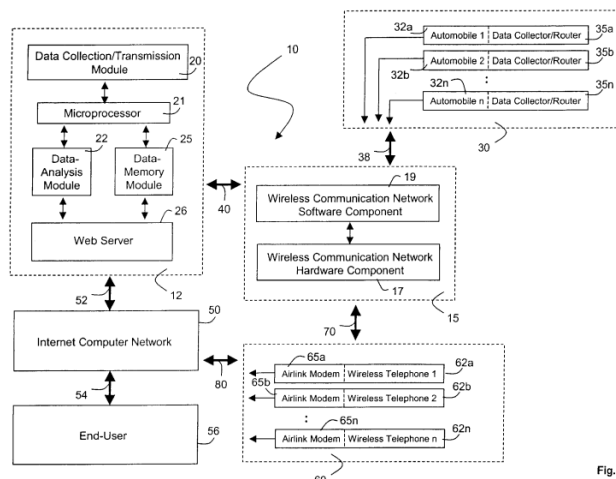 32a
Automobile 1 Data Collector/Router
35a
Automobile 2 Data Collector/Router
35b
32b
:
32n
35n
Automobile n Data Collector/Router
30
10
38
Data Collection/Transmission
Module
20
Microprocessor
21
22
25
Data-
Analysis
Module
Data-
Memory
Module
26
Web Server
12
40
19
Wireless Communication Network
Software Component
Wireless Communication Network
Hardware Component
17
15
52
50
Internet Computer Network
54
80
70
End-User
56
65a
Airlink Modem Wireless Telephone 1
62a
65b
Airlink Modem Wireless Telephone 2
62b
:
65n
Airlink Modem Wireless Telephone n
62n
Fig.